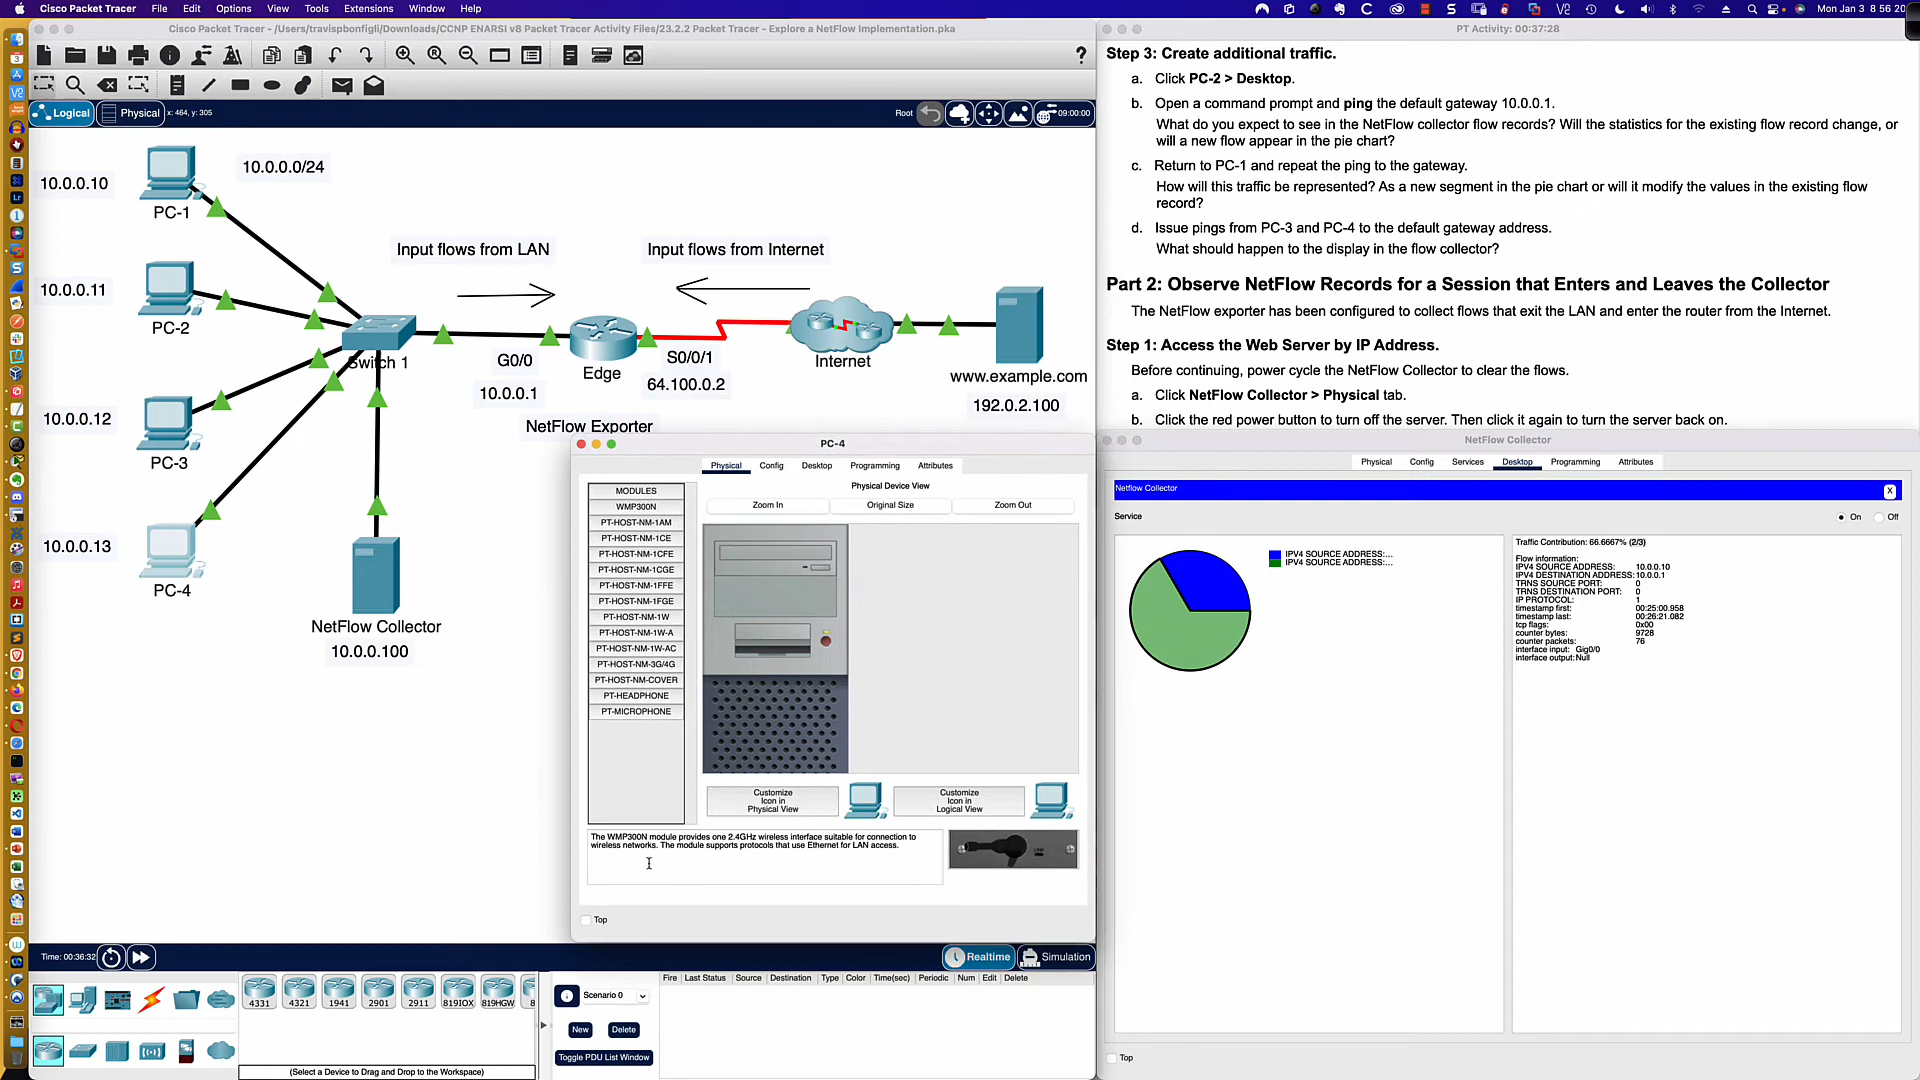 Cisco Packet Tracer File Edit Options View Tools Extensions Window Help
Mon Jan 3 8 56 20
Cisco Packet Tracer - /Users/travispbonfigli/Downloads/CCNP ENARSI v8 Packet Tracer Activity Files/23.2.2 Packet Tracer - Explore a NetFlow Implementation.pka
Logical Physical x: 464, y: 305 Root 09:00:00
10.0.0.0/24
10.0.0.10
PC-1
Input flows from LAN
Input flows from Internet
10.0.0.11
PC-2
Switch 1
G0/0
10.0.0.1
Edge
S0/0/1
64.100.0.2
Internet
www.example.com
192.0.2.100
NetFlow Exporter
10.0.0.12
PC-3
10.0.0.13
PC-4
NetFlow Collector
10.0.0.100
PT Activity: 00:37:28
Step 3: Create additional traffic.
a. Click PC-2 > Desktop.
b. Open a command prompt and ping the default gateway 10.0.0.1.
What do you expect to see in the NetFlow collector flow records? Will the statistics for the existing flow record change, or
will a new flow appear in the pie chart?
c. Return to PC-1 and repeat the ping to the gateway.
How will this traffic be represented? As a new segment in the pie chart or will it modify the values in the existing flow
record?
d. Issue pings from PC-3 and PC-4 to the default gateway address.
What should happen to the display in the flow collector?
Part 2: Observe NetFlow Records for a Session that Enters and Leaves the Collector
The NetFlow exporter has been configured to collect flows that exit the LAN and enter the router from the Internet.
Step 1: Access the Web Server by IP Address.
Before continuing, power cycle the NetFlow Collector to clear the flows.
a. Click NetFlow Collector > Physical tab.
b. Click the red power button to turn off the server. Then click it again to turn the server back on.
PC-4
Physical Config Desktop Programming Attributes
MODULES
WMP300N
PT-HOST-NM-1AM
PT-HOST-NM-1CE
PT-HOST-NM-1CFE
PT-HOST-NM-1CGE
PT-HOST-NM-1FFE
PT-HOST-NM-1FGE
PT-HOST-NM-1W
PT-HOST-NM-1W-A
PT-HOST-NM-1W-AC
PT-HOST-NM-3G/4G
PT-HOST-NM-COVER
PT-HEADPHONE
PT-MICROPHONE
Physical Device View
Zoom In Original Size Zoom Out
Customize
Icon in
Physical View
Customize
Icon in
Logical View
The WMP300N module provides one 2.4GHz wireless interface suitable for connection to
wireless networks. The module supports protocols that use Ethernet for LAN access.
Top
NetFlow Collector
Physical Config Services Desktop Programming Attributes
Netflow Collector X
Service On Off
IPV4 SOURCE ADDRESS:...
IPV4 SOURCE ADDRESS:...
Traffic Contribution: 66.6667% (2/3)
Flow information:
IPV4 SOURCE ADDRESS: 10.0.0.10
IPV4 DESTINATION ADDRESS: 10.0.0.1
TRNS SOURCE PORT: 0
TRNS DESTINATION PORT: 0
IP PROTOCOL: 1
timestamp first: 00:25:00.958
timestamp last: 00:26:21.082
tcp flags: 0x00
counter bytes: 9728
counter packets: 76
interface input: Gig0/0
interface output: Null
Top
Time: 00:36:32 Realtime Simulation
4331 4321 1941 2901 2911 819IOX 819HGW 8
(Select a Device to Drag and Drop to the Workspace)
Scenario 0
New Delete
Toggle PDU List Window
Fire Last Status Source Destination Type Color Time(sec) Periodic Num Edit Delete